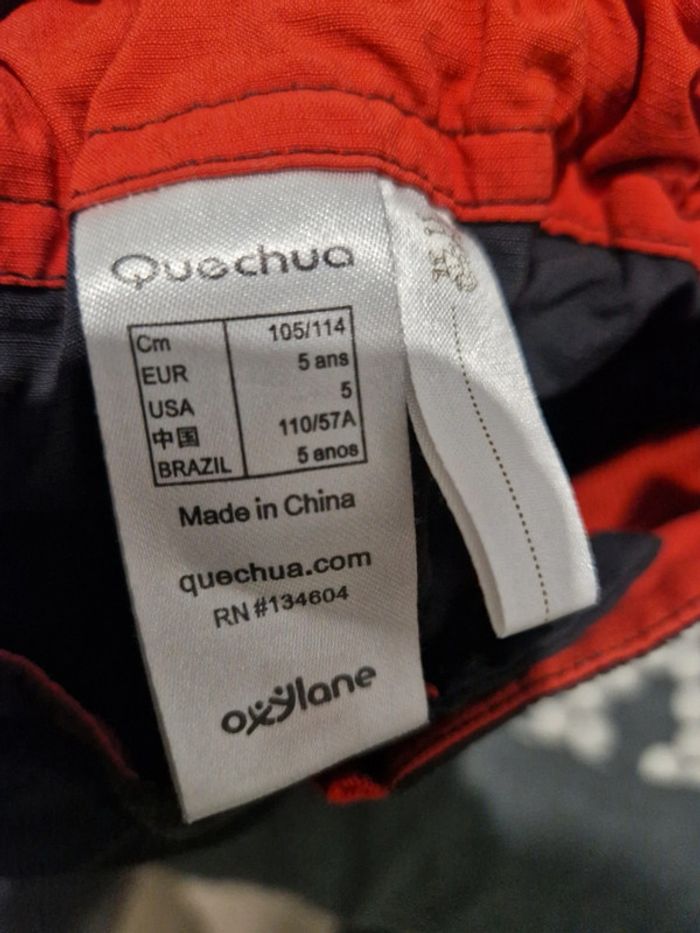 Quechua
Cm 105/114
EUR 5 ans
USA 5
中国 110/57A
BRAZIL 5 anos
Made in China
quechua.com
RN #134604
oxylane